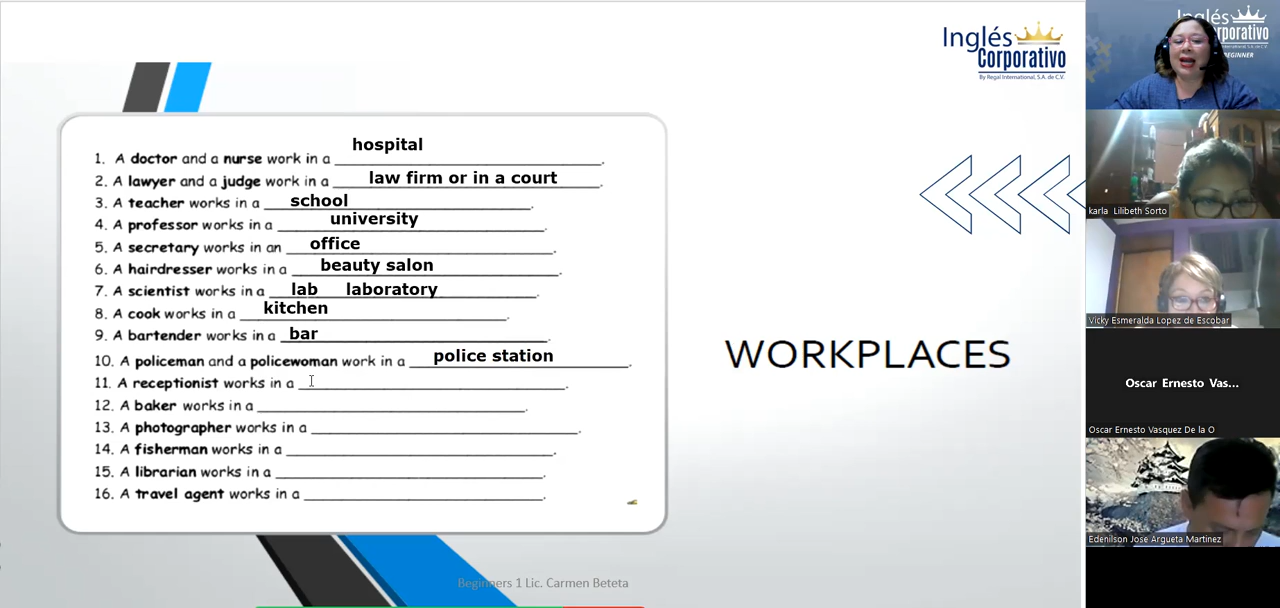 Inglés
Corporativo
By Regal International, S.A. de C.V.
1. A doctor and a nurse work in a hospital.
2. A lawyer and a judge work in a law firm or in a court.
3. A teacher works in a school.
4. A professor works in a university.
5. A secretary works in an office.
6. A hairdresser works in a beauty salon.
7. A scientist works in a lab laboratory.
8. A cook works in a kitchen.
9. A bartender works in a bar.
10. A policeman and a policewoman work in a police station.
11. A receptionist works in a ____.
12. A baker works in a ____.
13. A photographer works in a ____.
14. A fisherman works in a ____.
15. A librarian works in a ____.
16. A travel agent works in a ____.
WORKPLACES
Beginners 1 Lic. Carmen Beteta
Inglés
BEGINNER
karla Lilibeth Sorto
Vicky Esmeralda Lopez de Escobar
Oscar Ernesto Vas...
Oscar Ernesto Vasquez De la O
Edenilson Jose Argueta Martinez